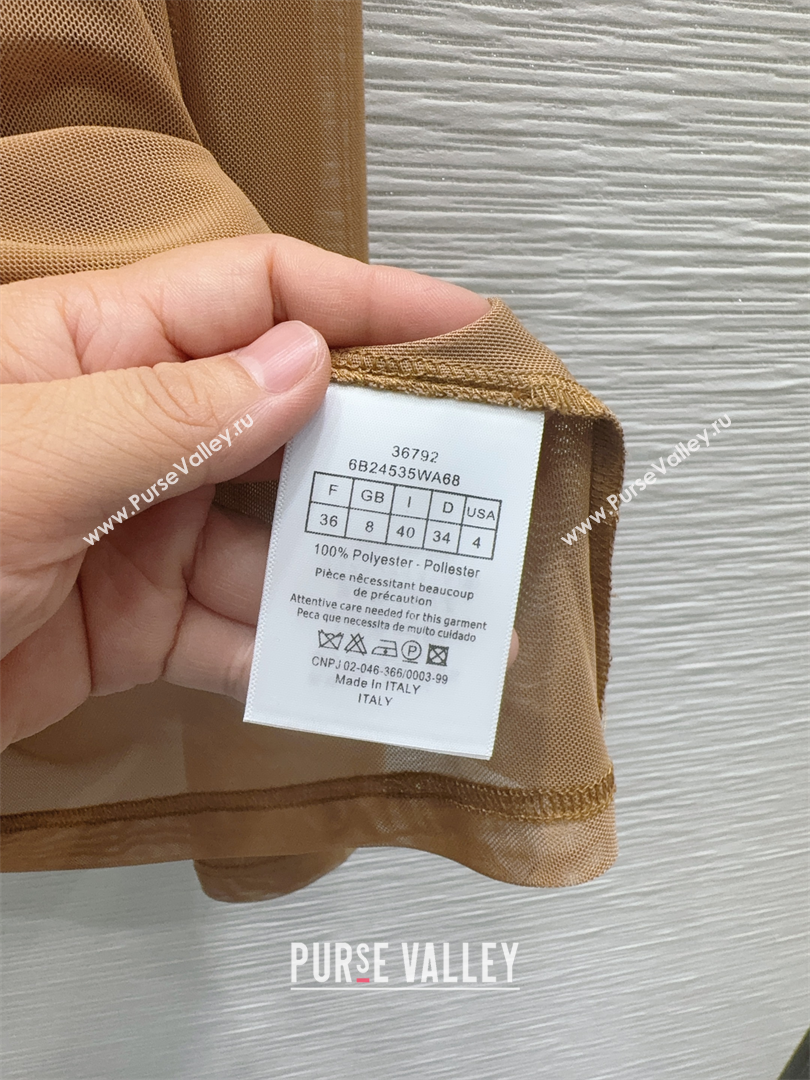 36792
6B24535WA68
F GB I D USA
36 8 40 34 4
100% Polyester - Poliester
Pièce nêcessitant beaucoup
de précaution
Attentive care needed for this garment
Peca que necessita de muito cuidado
P
CNPJ 02-046-366/0003-99
Made In ITALY
ITALY
www.PurseValley.ru
www.PurseValley.ru
PURSE VALLEY